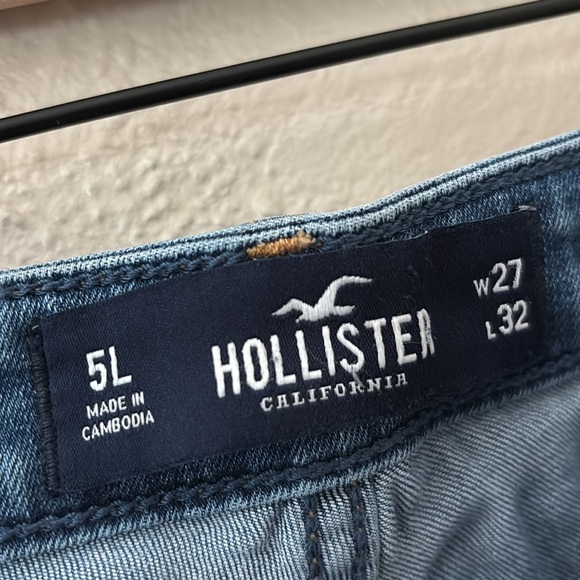 5L
MADE IN
CAMBODIA
HOLLISTER
CALIFORNIA
W27
L32